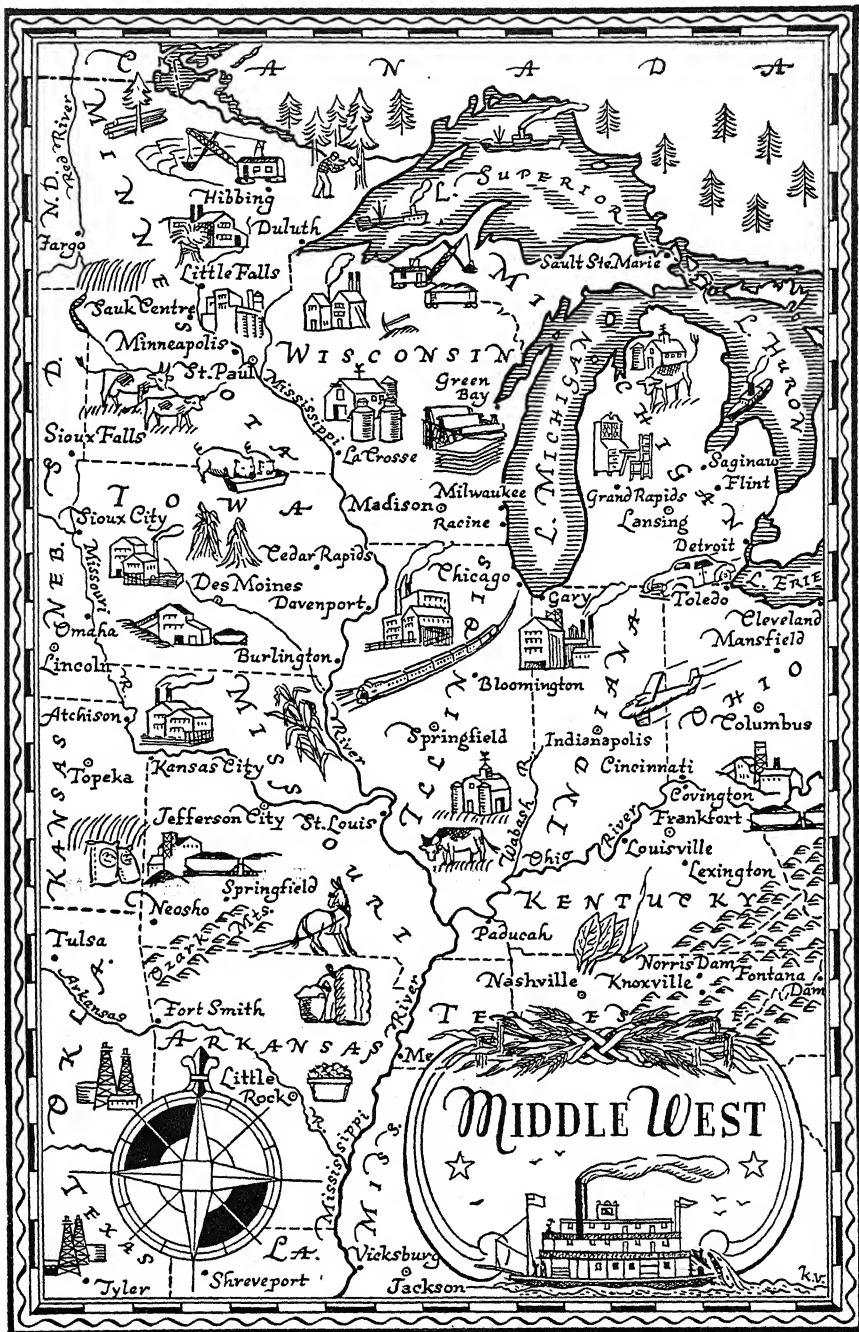 CANADA
MINNESOTA
Red River
N.D.
Hibbing
L. SUPERIOR
Fargo
Duluth
Little Falls
Sault Ste. Marie
Sauk Centre
MICHIGAN
Minneapolis
WISCONSIN
L. HURON
St. Paul
S. D.
Mississippi
Green
Bay
L. MICHIGAN
Sioux Falls
La Crosse
Saginaw
Flint
IOWA
Madison
Milwaukee
Racine
Grand Rapids
Lansing
Sioux City
Detroit
Cedar Rapids
Chicago
L. ERIE
NEB.
Missouri R.
Des Moines
Davenport
Gary
Toledo
Cleveland
Omaha
Mansfield
Lincoln
Burlington
ILLINOIS
Bloomington
INDIANA
OHIO
MISSOURI
River
Atchison
Springfield
Columbus
Indianapolis
Kansas City
Topeka
Cincinnati
KANSAS
Wabash R.
Covington
Jefferson City
St. Louis
Frankfort
Ohio River
Louisville
Lexington
Springfield
Neosho
KENTUCKY
Ozark Mts.
Paducah
Tulsa
Norris Dam
Fontana
Dam
Nashville
Knoxville
Arkansas
R.
Fort Smith
River
TENNES
OKLA.
ARKANSAS
Me
Little
Rock
MIDDLE WEST
Mississippi
MISS.
TEXAS
LA.
Vicksburg
Tyler
Shreveport
Jackson
K.V.